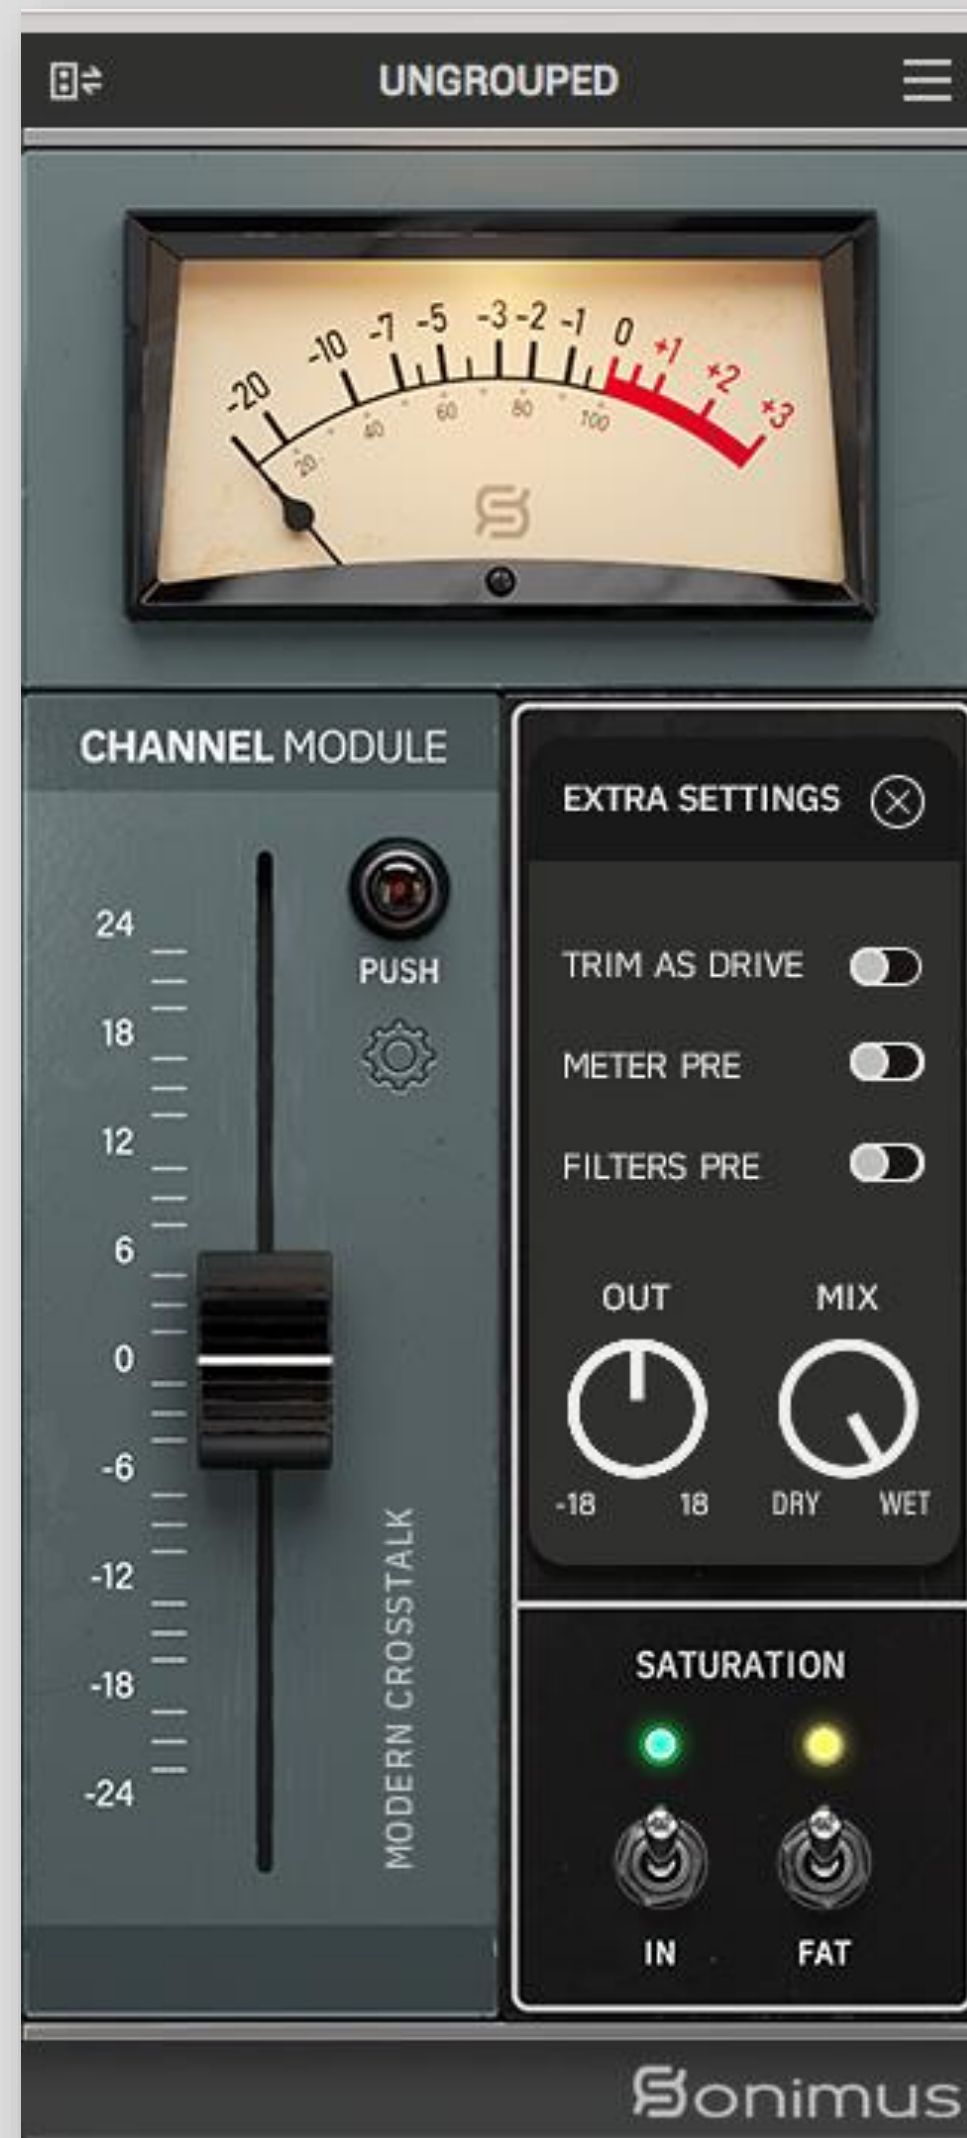 UNGROUPED
-20 -10 -7 -5 -3 -2 -1 0 +1 +2 +3
20 40 60 80 100
CHANNEL MODULE
EXTRA SETTINGS
24
PUSH
TRIM AS DRIVE
18
METER PRE
12
FILTERS PRE
6
OUT MIX
0
-6
-18 18 DRY WET
-12
MODERN CROSSTALK
SATURATION
-18
-24
IN FAT
Sonimus